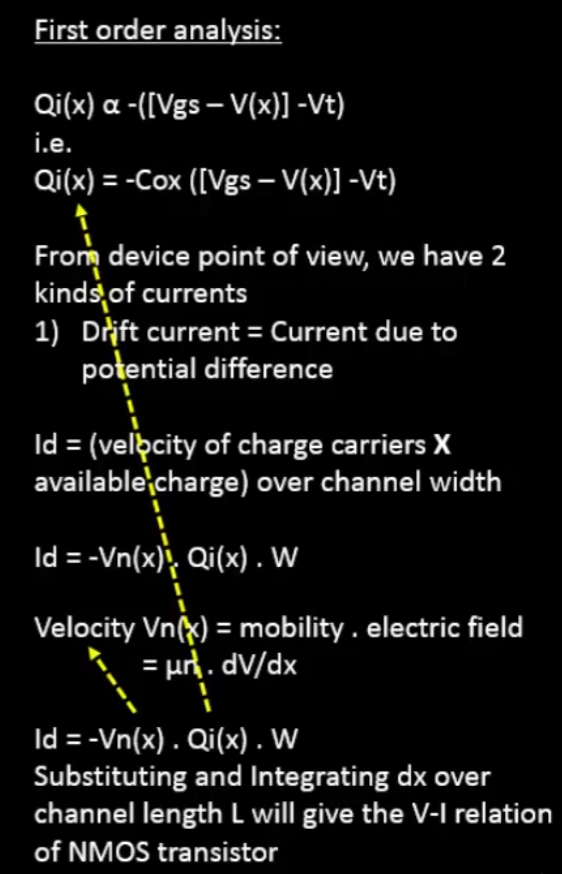 First order analysis:
Qi(x) α -([Vgs – V(x)] -Vt)
i.e.
Qi(x) = -Cox ([Vgs – V(x)] -Vt)
From device point of view, we have 2
kinds of currents
1) Drift current = Current due to
potential difference
Id = (velocity of charge carriers X
available charge) over channel width
Id = -Vn(x) . Qi(x) . W
Velocity Vn(x) = mobility . electric field
= μn . dV/dx
Id = -Vn(x) . Qi(x) . W
Substituting and Integrating dx over
channel length L will give the V-I relation
of NMOS transistor